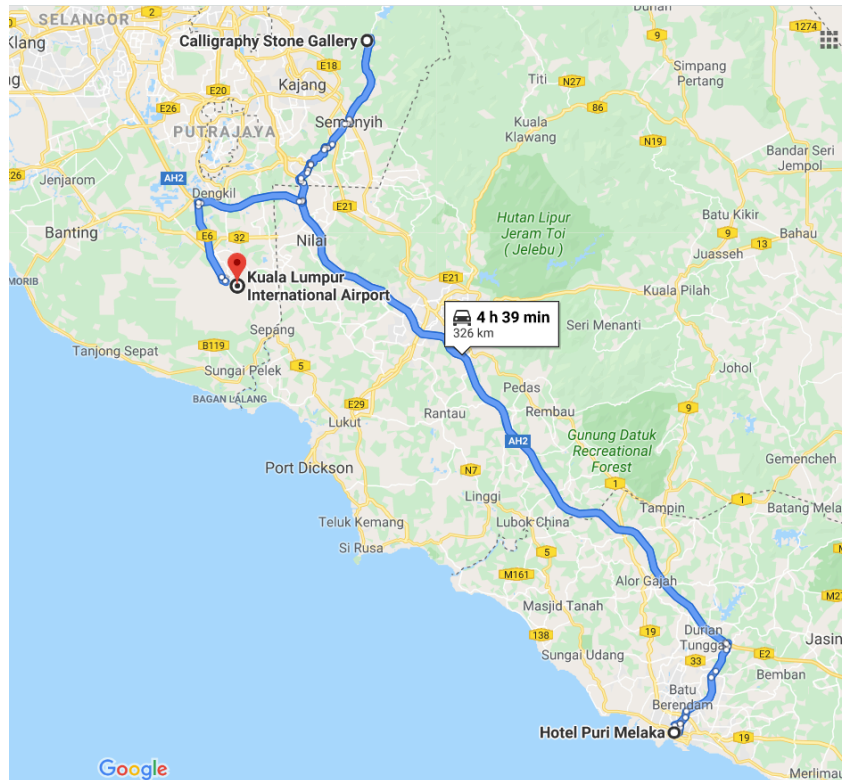 SELANGOR
Klang
ng
Calligraphy Stone Gallery
E18
Kajang
E20
E26
Semenyih
PUTRAJAYA
AH2
Jenjarom
Dengkil
Banting
E6
32
E21
Nilai
MORIB
Kuala Lumpur
International Airport
Sepang
B119
Tanjong Sepat
Sungai Pelek
5
BAGAN LALANG
E29
Lukut
Port Dickson
Rantau
N7
Linggi
Teluk Kemang
Si Rusa
Lubok China
5
M161
Masjid Tanah
138
Sungai Udang
9
1274
Titi
N27
Simpang
Pertang
86
Kuala
Klawang
N19
Bandar Seri
Jempol
Hutan Lipur
Jeram Toi
( Jelebu )
Batu Kikir
9
13
Bahau
Juasseh
E21
Kuala Pilah
4 h 39 min
326 km
Seri Menanti
Johol
Pedas
Rembau
9
AH2
Gunung Datuk
Recreational
Forest
Gemencheh
1
Tampin
1
Batang Mela
Alor Gajah
M27
19
Durian
Tungga
33
E2
Jasin
Bemban
Batu
Berendam
Hotel Puri Melaka
19
Merlimau
Google